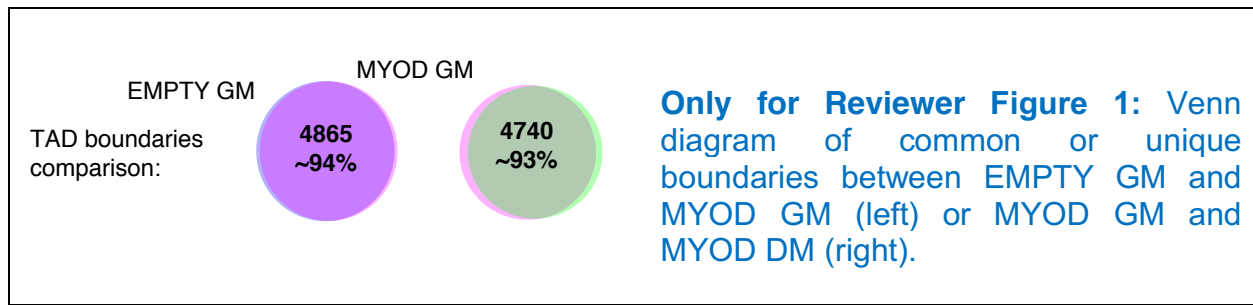 MYOD GM
EMPTY GM
TAD boundaries
comparison:
4865
~94%
4740
~93%
Only for Reviewer Figure 1: Venn
diagram of common or unique
boundaries between EMPTY GM and
MYOD GM (left) or MYOD GM and
MYOD DM (right).